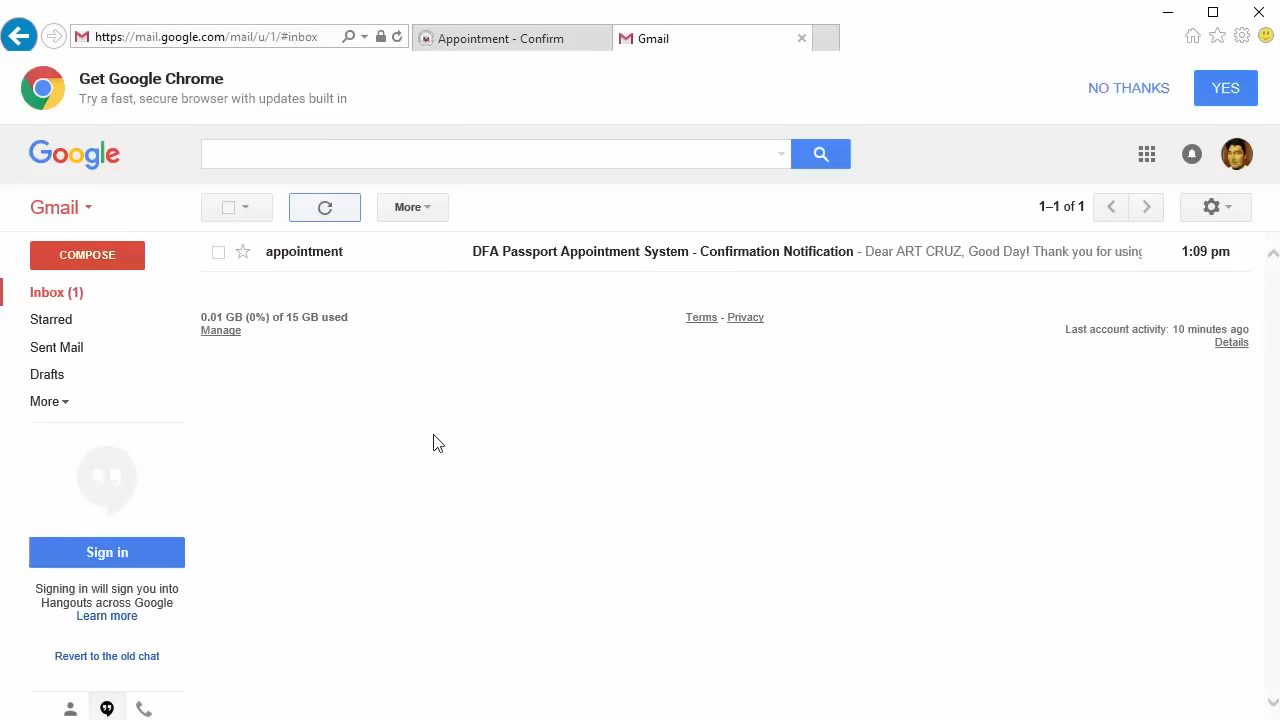 https://mail.google.com/mail/u/1/#inbox
Appointment - Confirm
Gmail
Get Google Chrome
Try a fast, secure browser with updates built in
NO THANKS
YES
Google
Gmail
More
1–1 of 1
COMPOSE
appointment
DFA Passport Appointment System - Confirmation Notification - Dear ART CRUZ, Good Day! Thank you for using
1:09 pm
Inbox (1)
Starred
Sent Mail
Drafts
More
0.01 GB (0%) of 15 GB used
Manage
Terms - Privacy
Last account activity: 10 minutes ago
Details
Sign in
Signing in will sign you into
Hangouts across Google
Learn more
Revert to the old chat